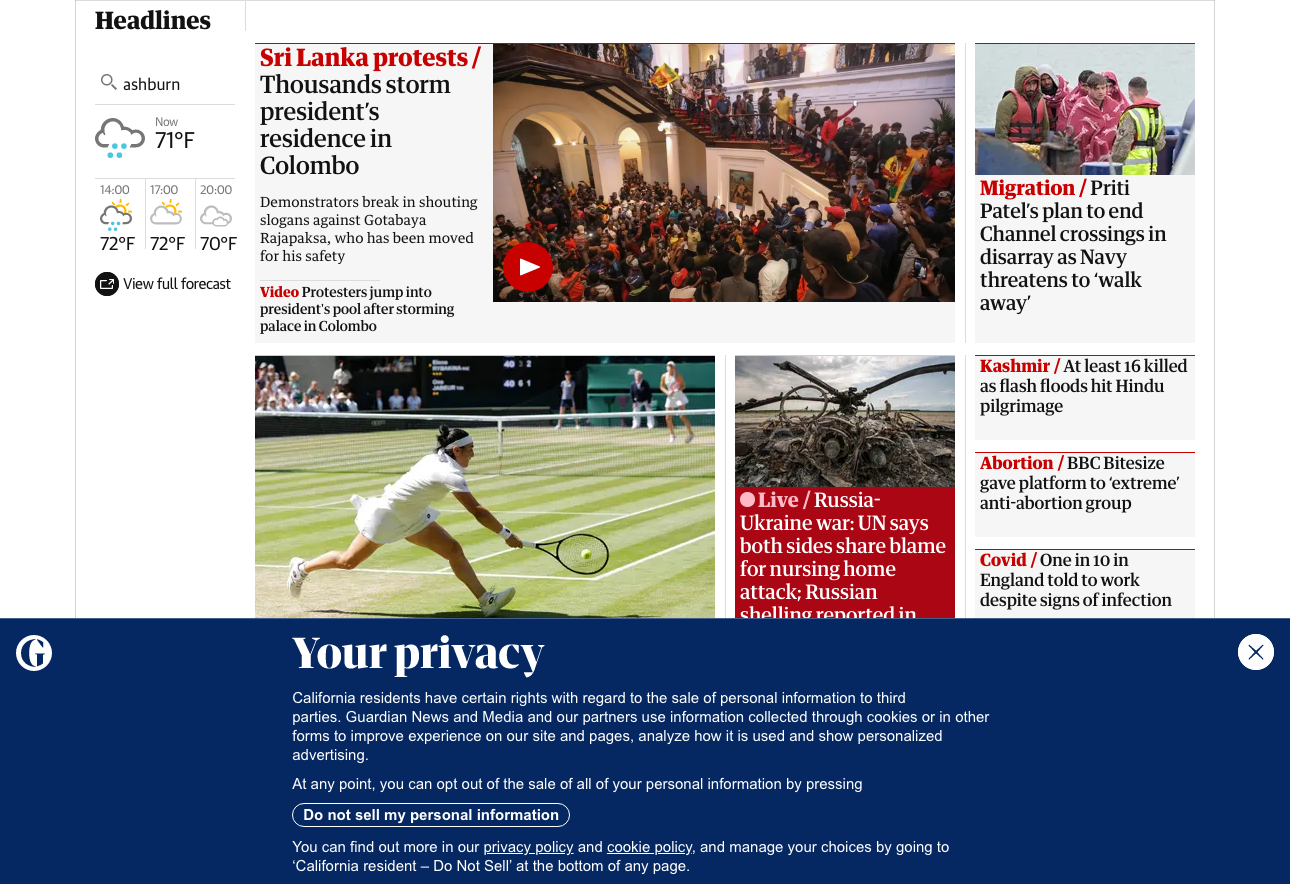 Headlines
ashburn
Now
71°F
14:00
17:00
20:00
72°F
72°F
70°F
View full forecast
Sri Lanka protests /
Thousands storm
president's
residence in
Colombo
Demonstrators break in shouting
slogans against Gotabaya
Rajapaksa, who has been moved
for his safety
Video Protesters jump into
president's pool after storming
palace in Colombo
Migration / Priti
Patel's plan to end
Channel crossings in
disarray as Navy
threatens to ‘walk
away’
RYBAKINA
JABEUR
Live / Russia-
Ukraine war: UN says
both sides share blame
for nursing home
attack; Russian
shelling reported in
Kashmir / At least 16 killed
as flash floods hit Hindu
pilgrimage
Abortion / BBC Bitesize
gave platform to ‘extreme’
anti-abortion group
Covid / One in 10 in
England told to work
despite signs of infection
G
Your privacy
California residents have certain rights with regard to the sale of personal information to third
parties. Guardian News and Media and our partners use information collected through cookies or in other
forms to improve experience on our site and pages, analyze how it is used and show personalized
advertising.
At any point, you can opt out of the sale of all of your personal information by pressing
Do not sell my personal information
You can find out more in our privacy policy and cookie policy, and manage your choices by going to
‘California resident – Do Not Sell’ at the bottom of any page.